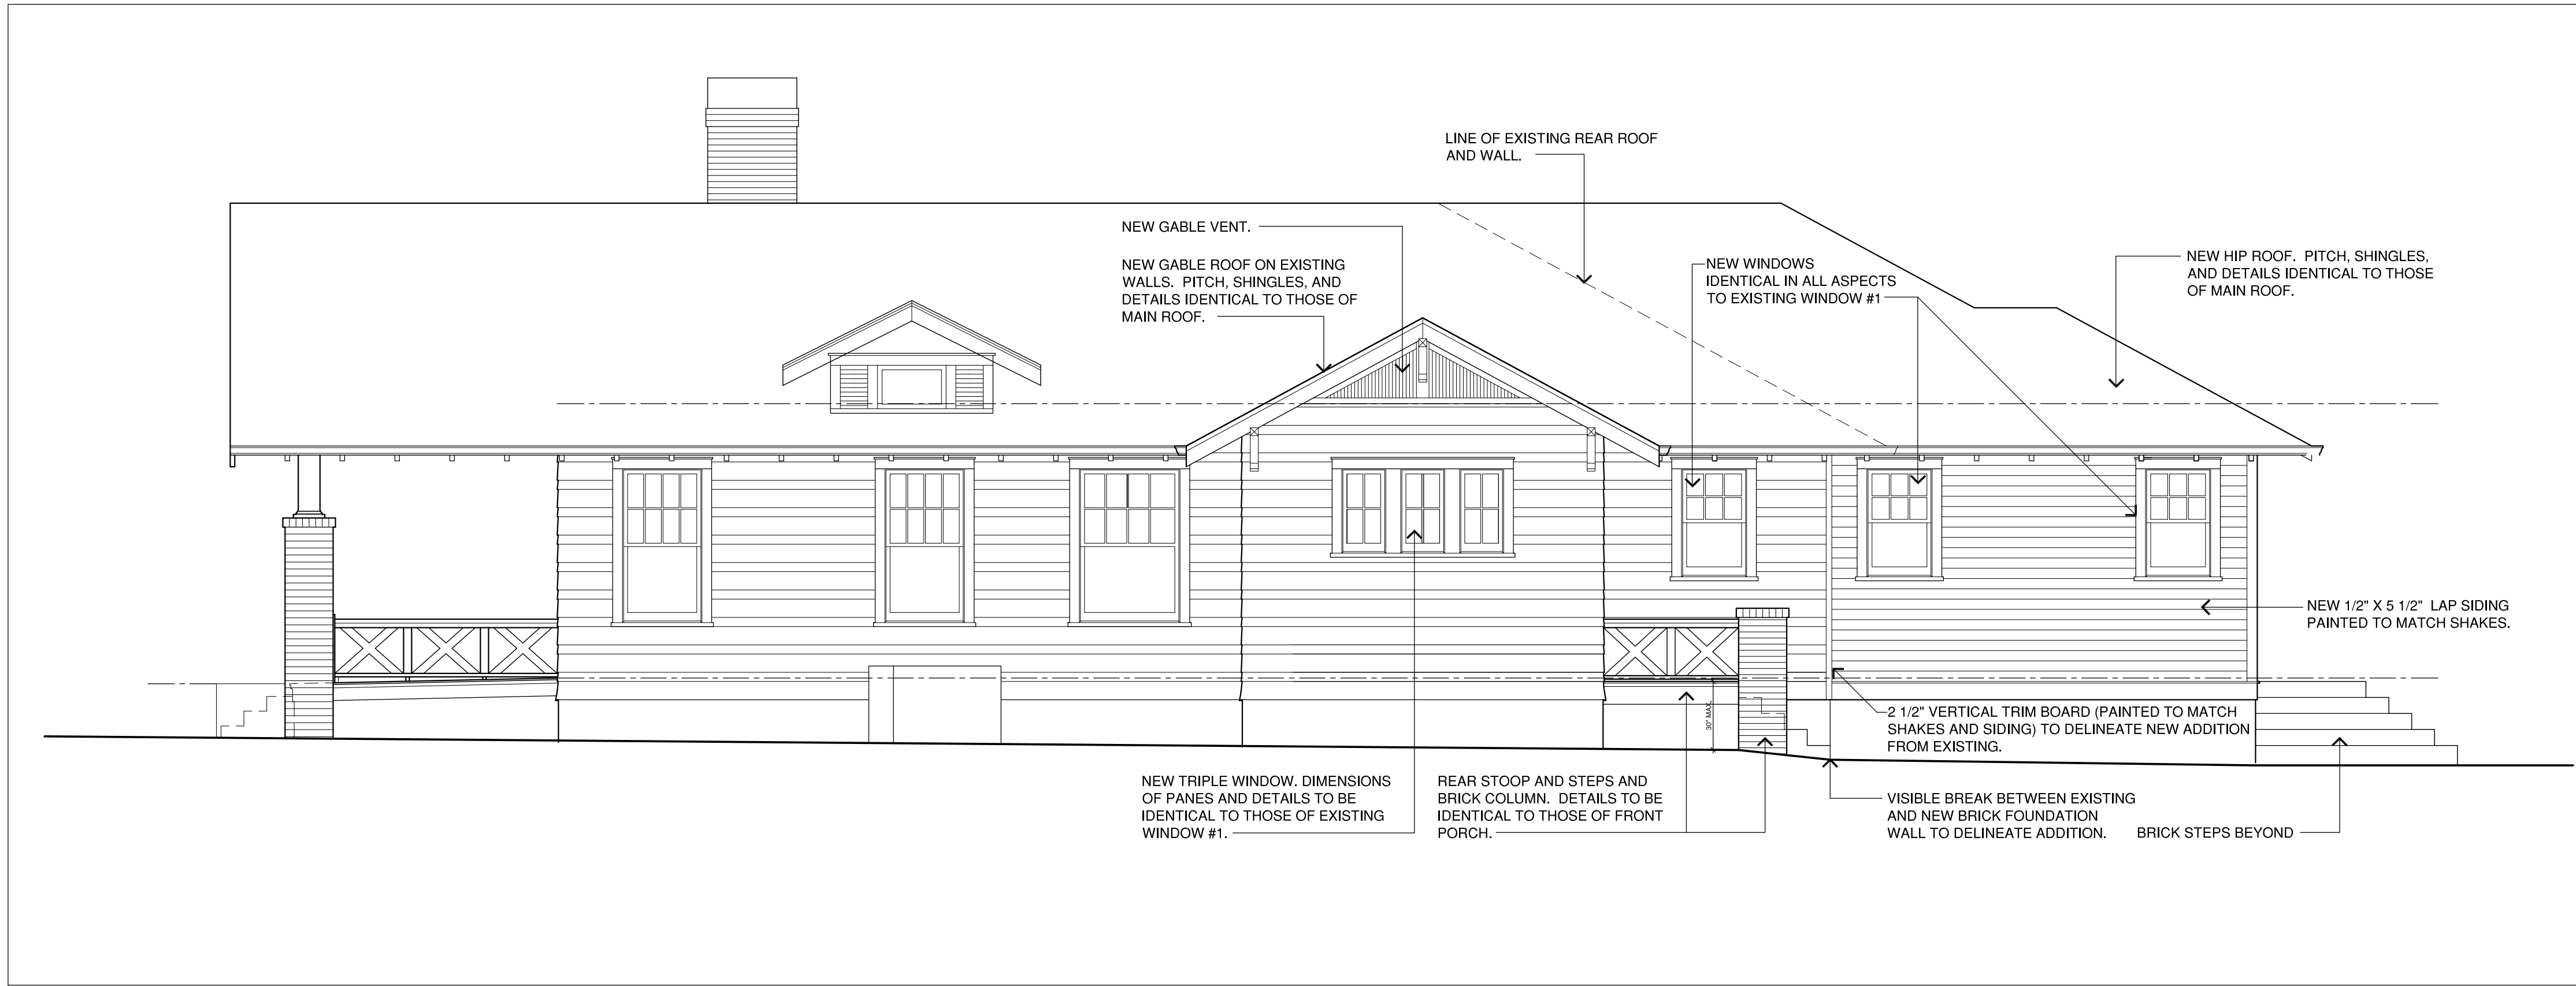 LINE OF EXISTING REAR ROOF
AND WALL.
NEW GABLE VENT.
NEW GABLE ROOF ON EXISTING
WALLS. PITCH, SHINGLES, AND
DETAILS IDENTICAL TO THOSE OF
MAIN ROOF.
NEW WINDOWS
IDENTICAL IN ALL ASPECTS
TO EXISTING WINDOW #1
NEW HIP ROOF. PITCH, SHINGLES,
AND DETAILS IDENTICAL TO THOSE
OF MAIN ROOF.
NEW 1/2" X 5 1/2" LAP SIDING
PAINTED TO MATCH SHAKES.
30" MAX.
2 1/2" VERTICAL TRIM BOARD (PAINTED TO MATCH
SHAKES AND SIDING) TO DELINEATE NEW ADDITION
FROM EXISTING.
NEW TRIPLE WINDOW. DIMENSIONS
OF PANES AND DETAILS TO BE
IDENTICAL TO THOSE OF EXISTING
WINDOW #1.
REAR STOOP AND STEPS AND
BRICK COLUMN. DETAILS TO BE
IDENTICAL TO THOSE OF FRONT
PORCH.
VISIBLE BREAK BETWEEN EXISTING
AND NEW BRICK FOUNDATION
WALL TO DELINEATE ADDITION.
BRICK STEPS BEYOND